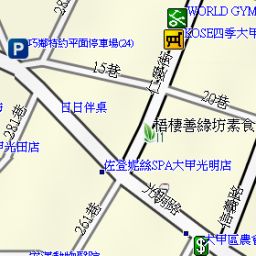 WORLD GYM
KOSE四季大甲
巧鄰特約平面停車場(24)
15巷
20巷
281巷
日日伴桌
梧棲善緣坊素食
甲光田店
佐登妮絲SPA大甲光明店
光明路
261巷
大甲區農會